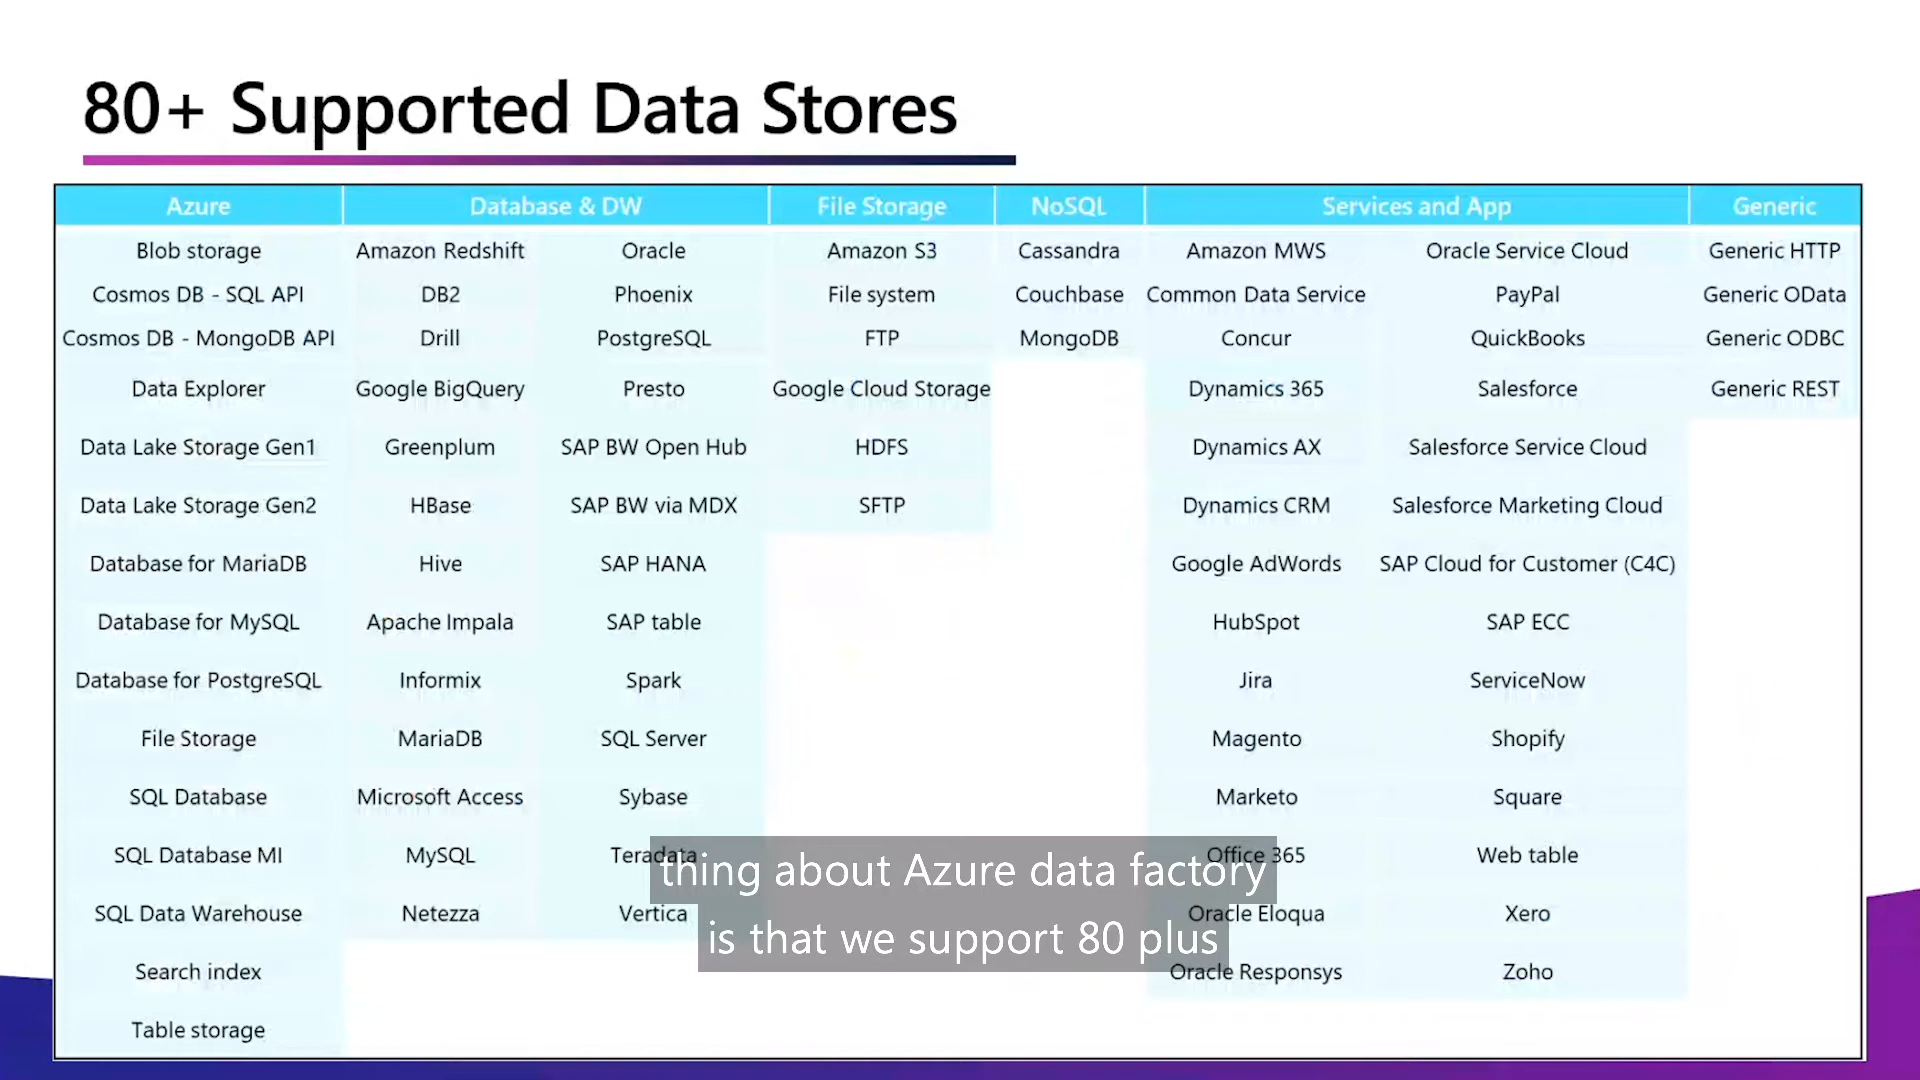 80+ Supported Data Stores
Azure Database & DW File Storage NoSQL Services and App Generic
Blob storage Amazon Redshift Oracle Amazon S3 Cassandra Amazon MWS Oracle Service Cloud Generic HTTP
Cosmos DB - SQL API DB2 Phoenix File system Couchbase Common Data Service PayPal Generic OData
Cosmos DB - MongoDB API Drill PostgreSQL FTP MongoDB Concur QuickBooks Generic ODBC
Data Explorer Google BigQuery Presto Google Cloud Storage Dynamics 365 Salesforce Generic REST
Data Lake Storage Gen1 Greenplum SAP BW Open Hub HDFS Dynamics AX Salesforce Service Cloud
Data Lake Storage Gen2 HBase SAP BW via MDX SFTP Dynamics CRM Salesforce Marketing Cloud
Database for MariaDB Hive SAP HANA Google AdWords SAP Cloud for Customer (C4C)
Database for MySQL Apache Impala SAP table HubSpot SAP ECC
Database for PostgreSQL Informix Spark Jira ServiceNow
File Storage MariaDB SQL Server Magento Shopify
SQL Database Microsoft Access Sybase Marketo Square
SQL Database MI MySQL Teradata Office 365 Web table
SQL Data Warehouse Netezza Vertica Oracle Eloqua Xero
Search index Oracle Responsys Zoho
Table storage
thing about Azure data factory
is that we support 80 plus